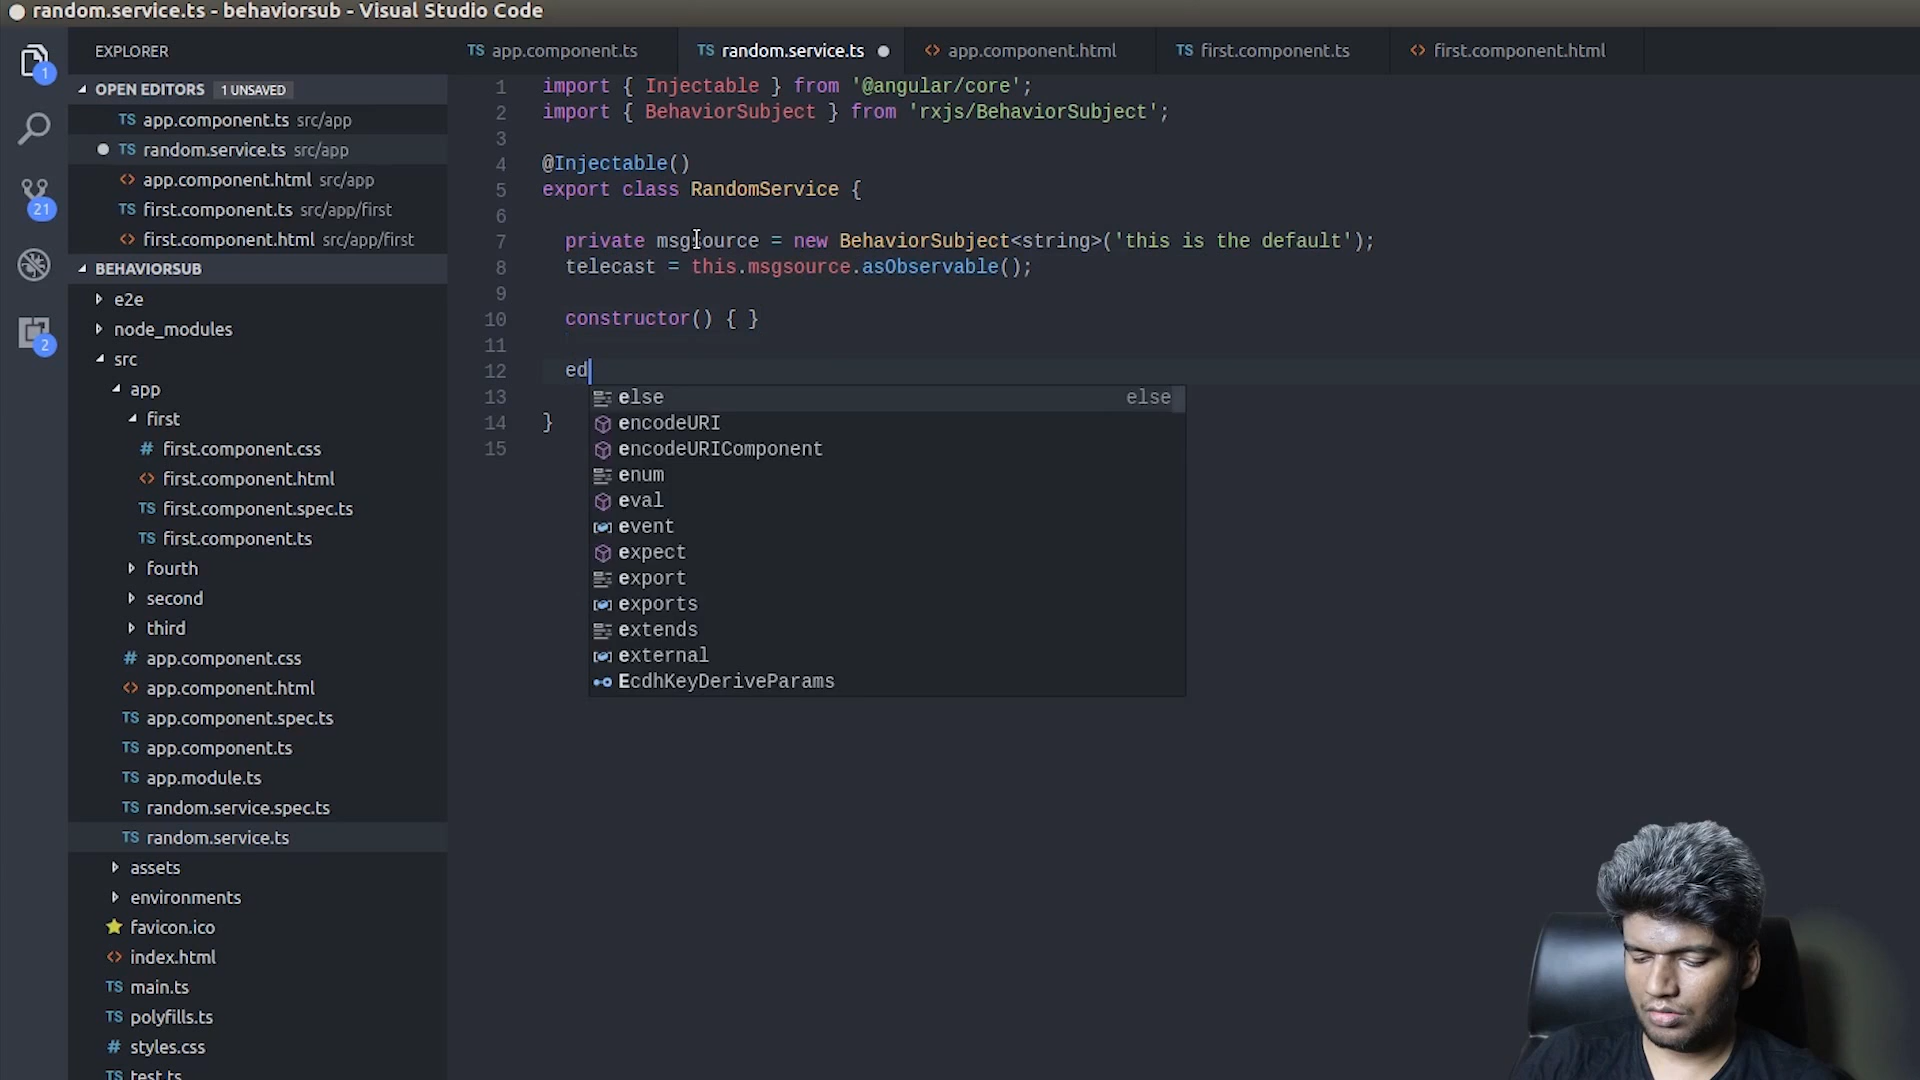 random.service.ts - behaviorsub - Visual Studio Code
EXPLORER
1
OPEN EDITORS 1 UNSAVED
TS app.component.ts src/app
TS random.service.ts src/app
<> app.component.html src/app
TS first.component.ts src/app/first
<> first.component.html src/app/first
21
2
BEHAVIORSUB
e2e
node_modules
src
app
first
# first.component.css
<> first.component.html
TS first.component.spec.ts
TS first.component.ts
fourth
second
third
# app.component.css
<> app.component.html
TS app.component.spec.ts
TS app.component.ts
TS app.module.ts
TS random.service.spec.ts
TS random.service.ts
assets
environments
favicon.ico
<> index.html
TS main.ts
TS polyfills.ts
# styles.css
TS test.ts
TS app.component.ts TS random.service.ts <> app.component.html TS first.component.ts <> first.component.html
1 import { Injectable } from '@angular/core';
2 import { BehaviorSubject } from 'rxjs/BehaviorSubject';
3
4 @Injectable()
5 export class RandomService {
6
7 private msgsource = new BehaviorSubject<string>('this is the default');
8 telecast = this.msgsource.asObservable();
9
10 constructor() { }
11
12 ed
13
14 }
15
else else
encodeURI
encodeURIComponent
enum
eval
event
expect
export
exports
extends
external
EcdhKeyDeriveParams